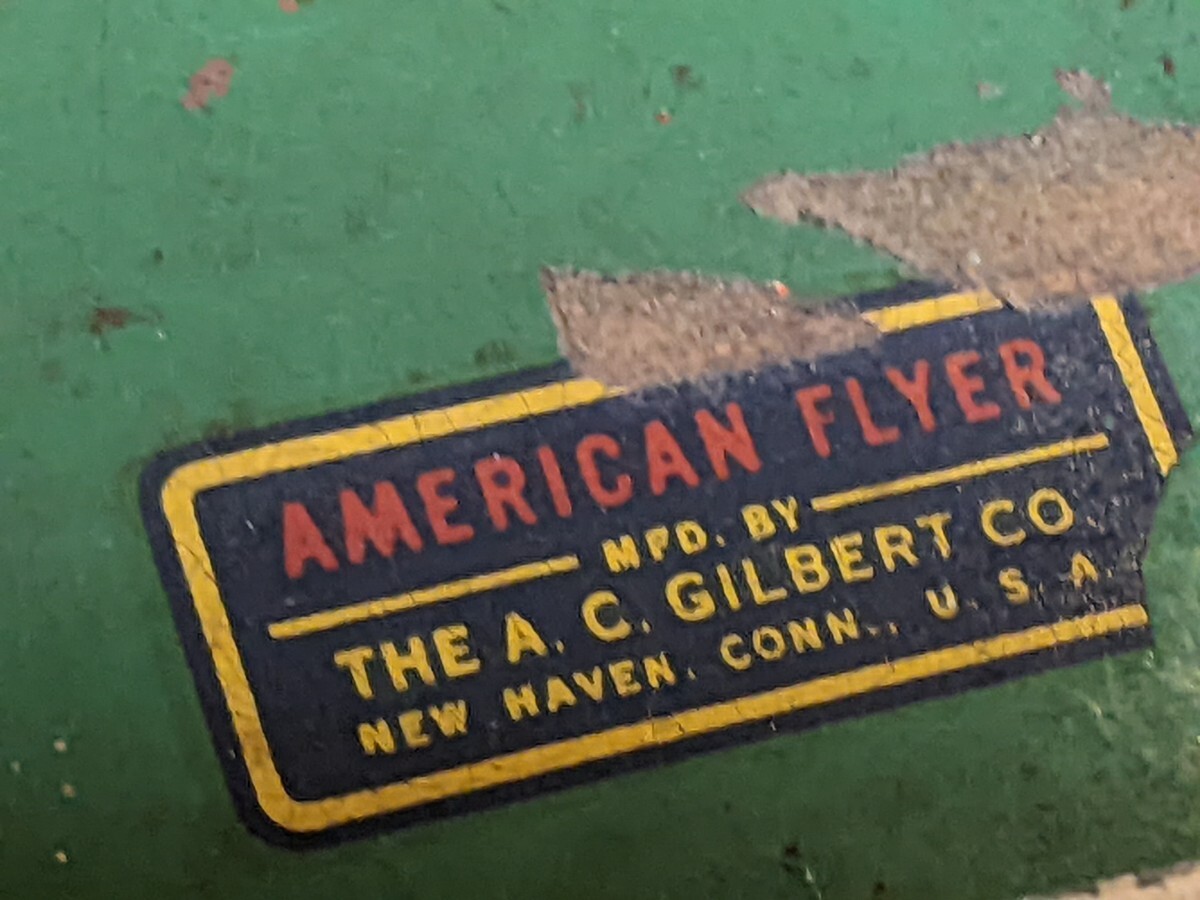 AMERICAN FLYER
MFD. BY
THE A. C. GILBERT CO.
NEW HAVEN, CONN., U. S. A.